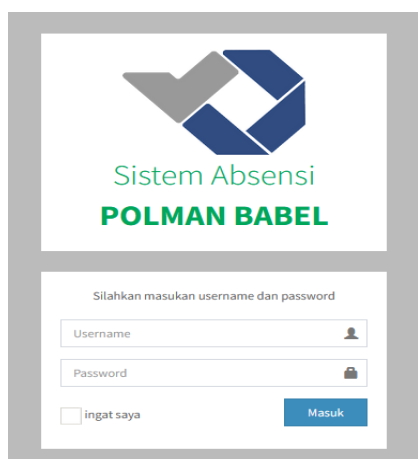 Sistem Absensi
POLMAN BABEL
Silahkan masukan username dan password
Username
Password
ingat saya
Masuk